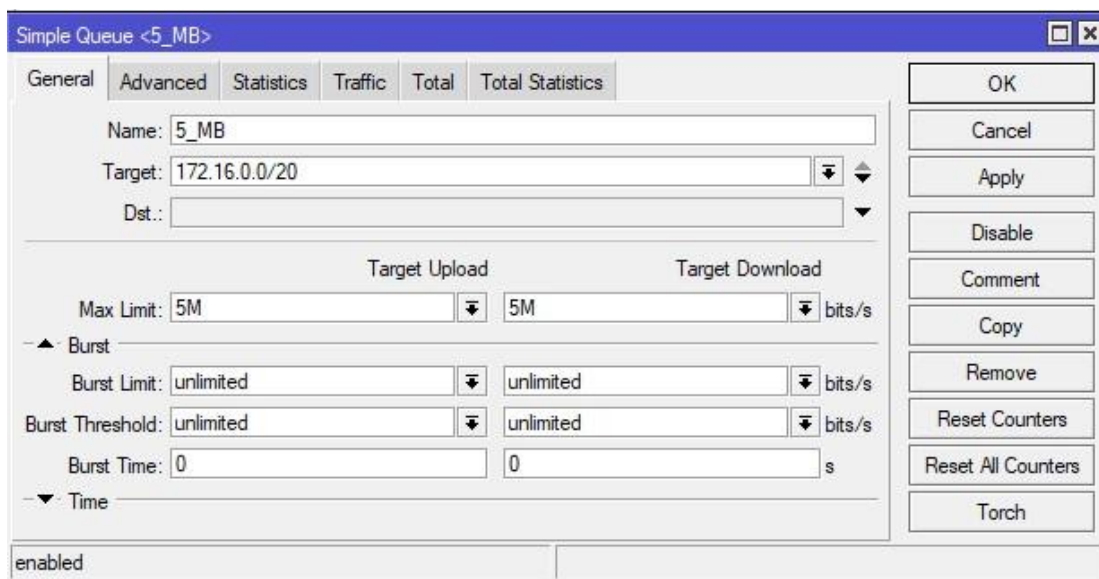 Simple Queue <5_MB>
General Advanced Statistics Traffic Total Total Statistics
Name: 5_MB
Target: 172.16.0.0/20
Dst.:
Target Upload Target Download
Max Limit: 5M 5M bits/s
Burst
Burst Limit: unlimited unlimited bits/s
Burst Threshold: unlimited unlimited bits/s
Burst Time: 0 0 s
Time
OK
Cancel
Apply
Disable
Comment
Copy
Remove
Reset Counters
Reset All Counters
Torch
enabled